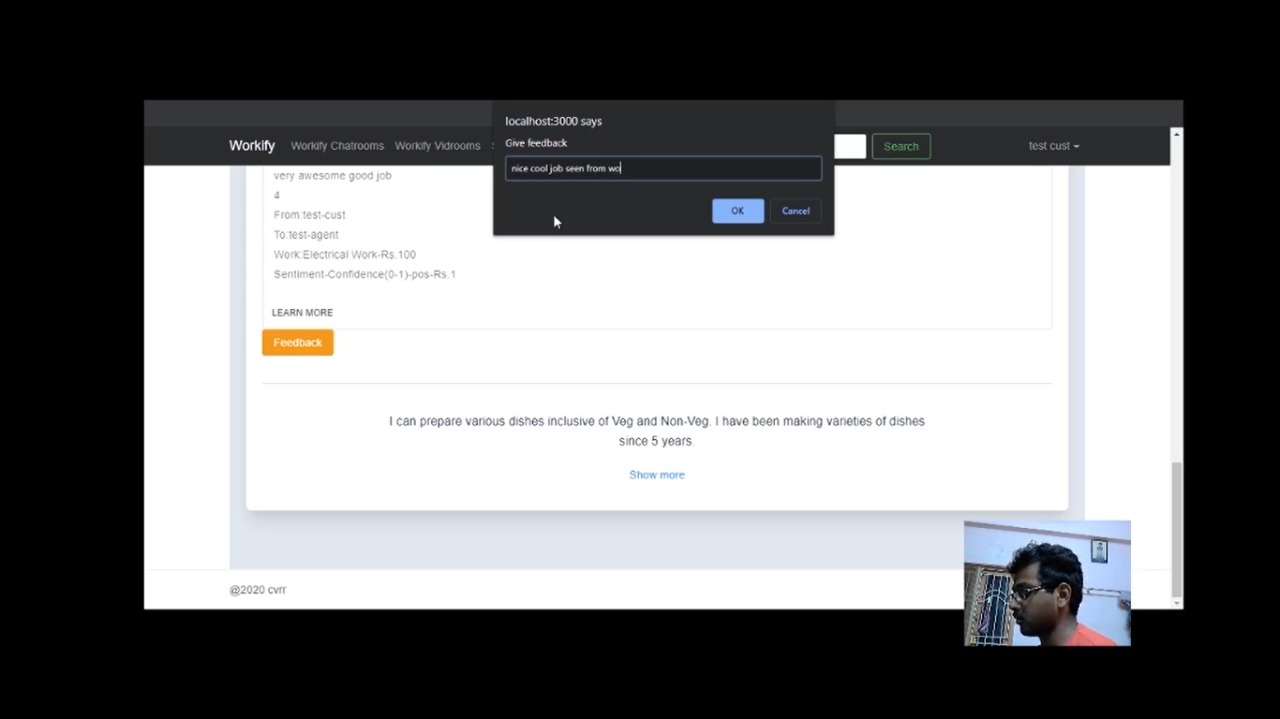 localhost:3000 says
Give feedback
nice cool job seen from wo
OK Cancel
Workify Workify Chatrooms Workify Vidrooms Search test cust
very awesome good job
4
From:test-cust
To:test-agent
Work:Electrical Work-Rs.100
Sentiment-Confidence(0-1)-pos-Rs.1
LEARN MORE
Feedback
I can prepare various dishes inclusive of Veg and Non-Veg. I have been making varieties of dishes
since 5 years.
Show more
@2020 cvrr